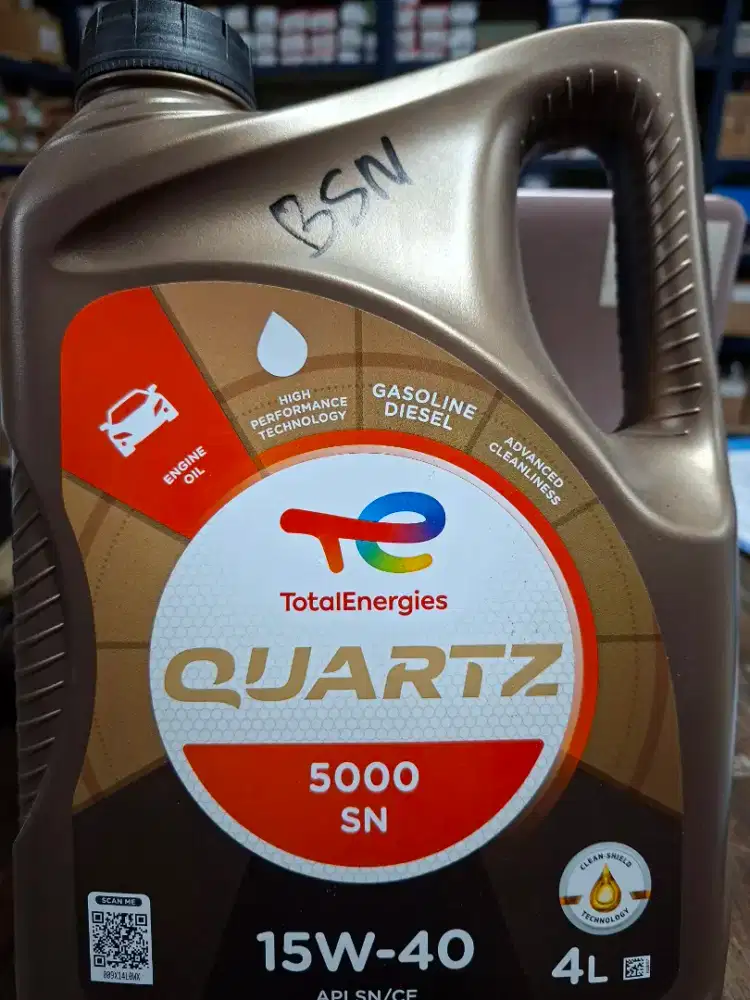 BSN
ENGINE
OIL
HIGH
PERFORMANCE
TECHNOLOGY
GASOLINE
DIESEL
ADVANCED
CLEANLINESS
TotalEnergies
QUARTZ
5000
SN
CLEAN-SHIELD
TECHNOLOGY
SCAN ME
15W-40
4L
API SN/CF